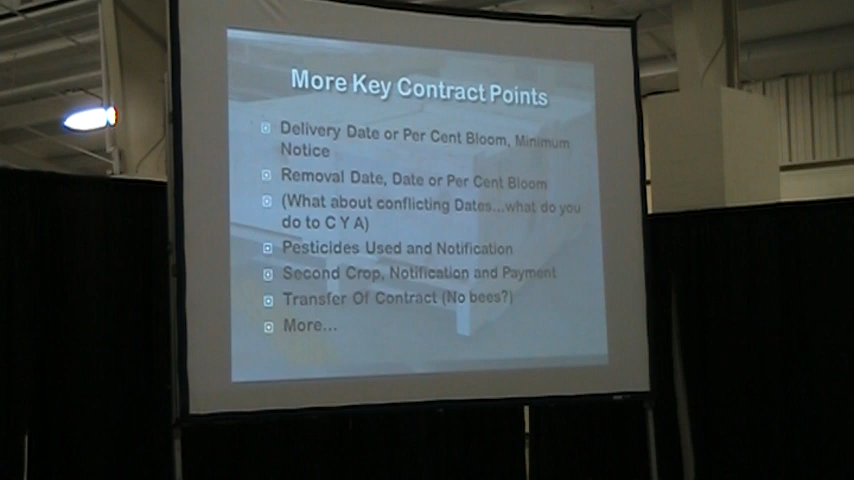 More Key Contract Points
Delivery Date or Per Cent Bloom, Minimum
Notice
Removal Date, Date or Per Cent Bloom
(What about conflicting Dates...what do you
do to C Y A)
Pesticides Used and Notification
Second Crop, Notification and Payment
Transfer Of Contract (No bees?)
More...